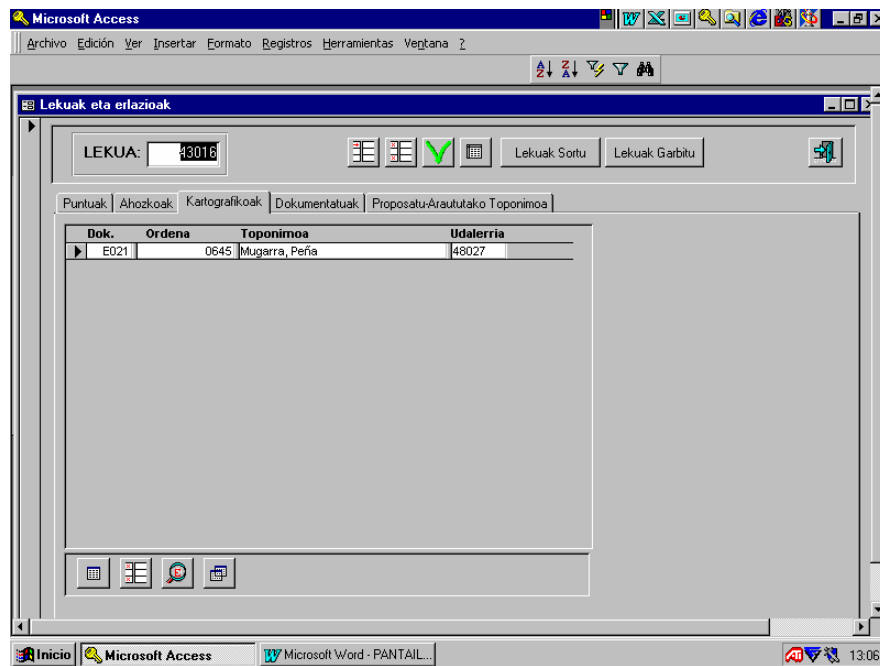 Microsoft Access
Archivo Edición Ver Insertar Formato Registros Herramientas Ventana ?
Lekuak eta erlazioak
LEKUA: 43016 Lekuak Sortu Lekuak Garbitu
Puntuak Ahozkoak Kartografikoak Dokumentatuak Proposatu-Araututako Toponimoa
Dok. Ordena Toponimoa Udalerria
E021 0645 Mugarra, Peña 48027
Inicio Microsoft Access Microsoft Word - PANTAIL... 13:06